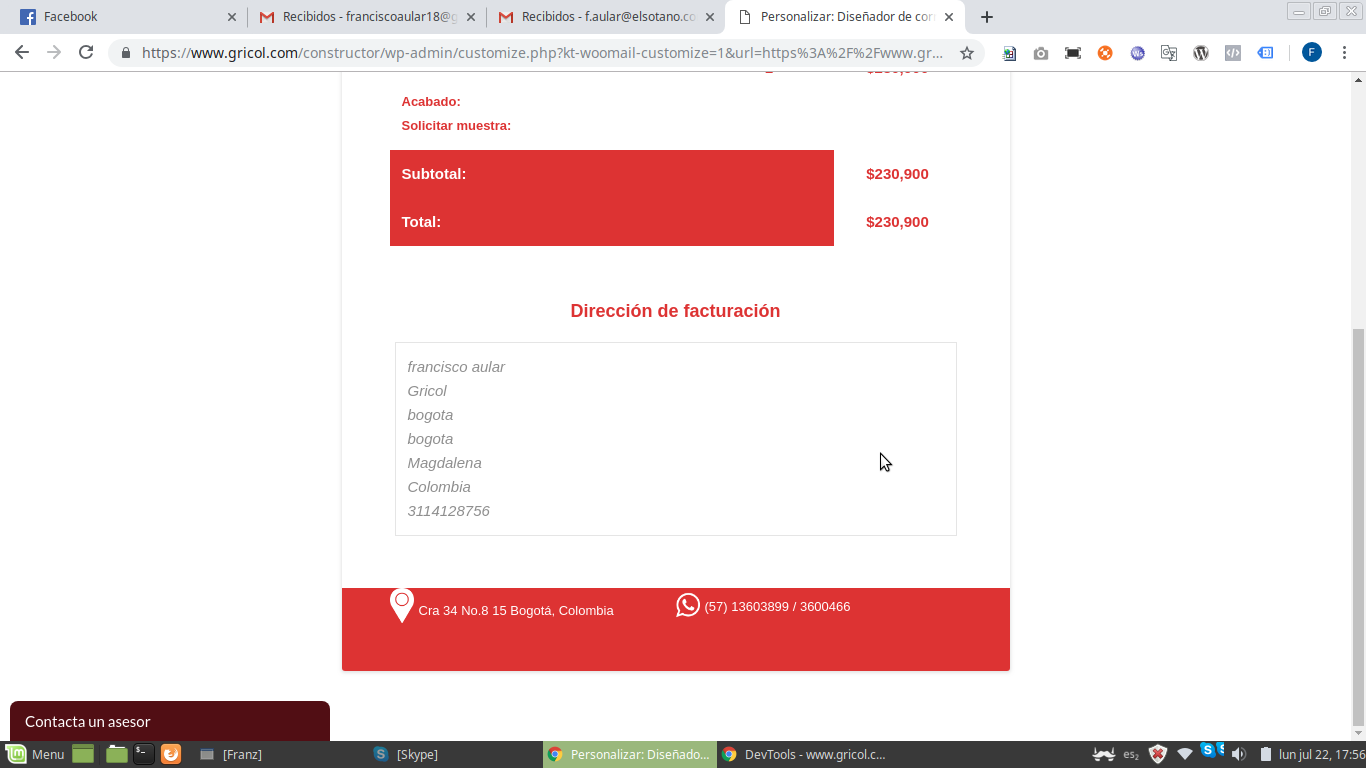 Facebook
Recibidos - franciscoaular18@g
Recibidos - f.aular@elsotano.co
Personalizar: Diseñador de cor
https://www.gricol.com/constructor/wp-admin/customize.php?kt-woomail-customize=1&url=https%3A%2F%2Fwww.gr...
F
$230,900
Acabado:
Solicitar muestra:
Subtotal: $230,900
Total: $230,900
Dirección de facturación
francisco aular
Gricol
bogota
bogota
Magdalena
Colombia
3114128756
Cra 34 No.8 15 Bogotá, Colombia
(57) 13603899 / 3600466
Contacta un asesor
Menu
[Franz]
[Skype]
Personalizar: Diseñado...
DevTools - www.gricol.c...
es2
lun jul 22, 17:56